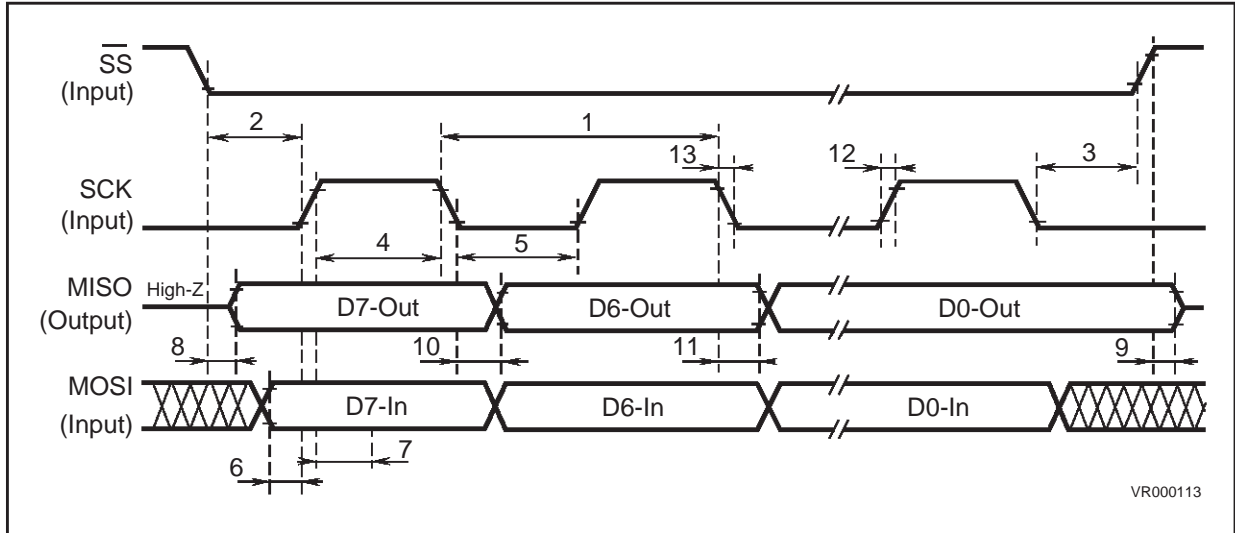 SS
(Input)
2
1
13
12
3
SCK
(Input)
4
5
MISO
(Output)
High-Z
D7-Out
D6-Out
D0-Out
8
10
11
9
MOSI
(Input)
D7-In
D6-In
D0-In
6
7
VR000113